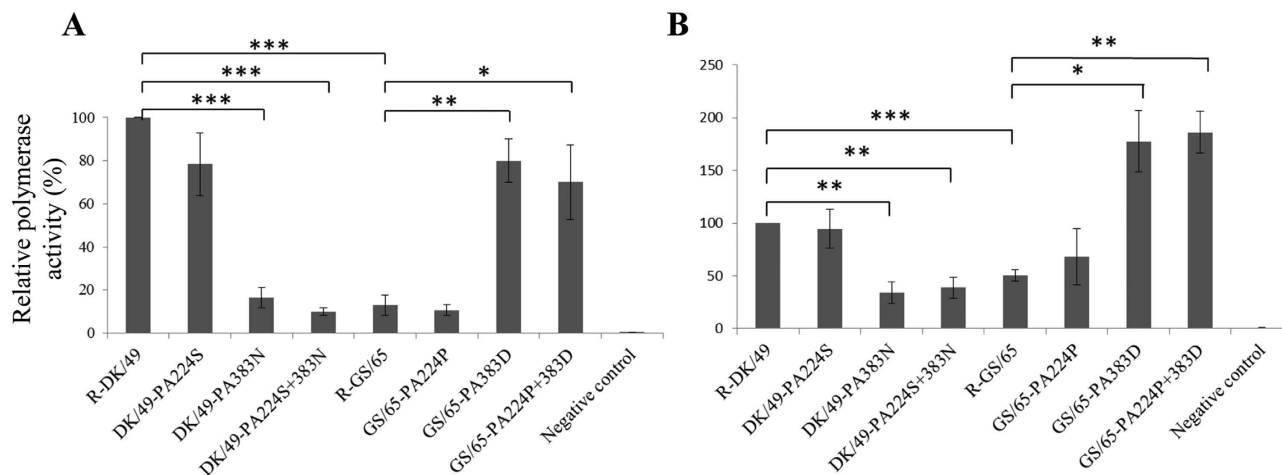 A
Relative polymerase
activity (%)
***
***
***
*
**
100
80
60
40
20
0
R-DK/49
DK/49-PA224S
DK/49-PA383N
DK/49-PA224S+383N
R-GS/65
GS/65-PA224P
GS/65-PA383D
GS/65-PA224P+383D
Negative control
B
**
*
***
**
**
250
200
150
100
50
0
R-DK/49
DK/49-PA224S
DK/49-PA383N
DK/49-PA224S+383N
R-GS/65
GS/65-PA224P
GS/65-PA383D
GS/65-PA224P+383D
Negative control